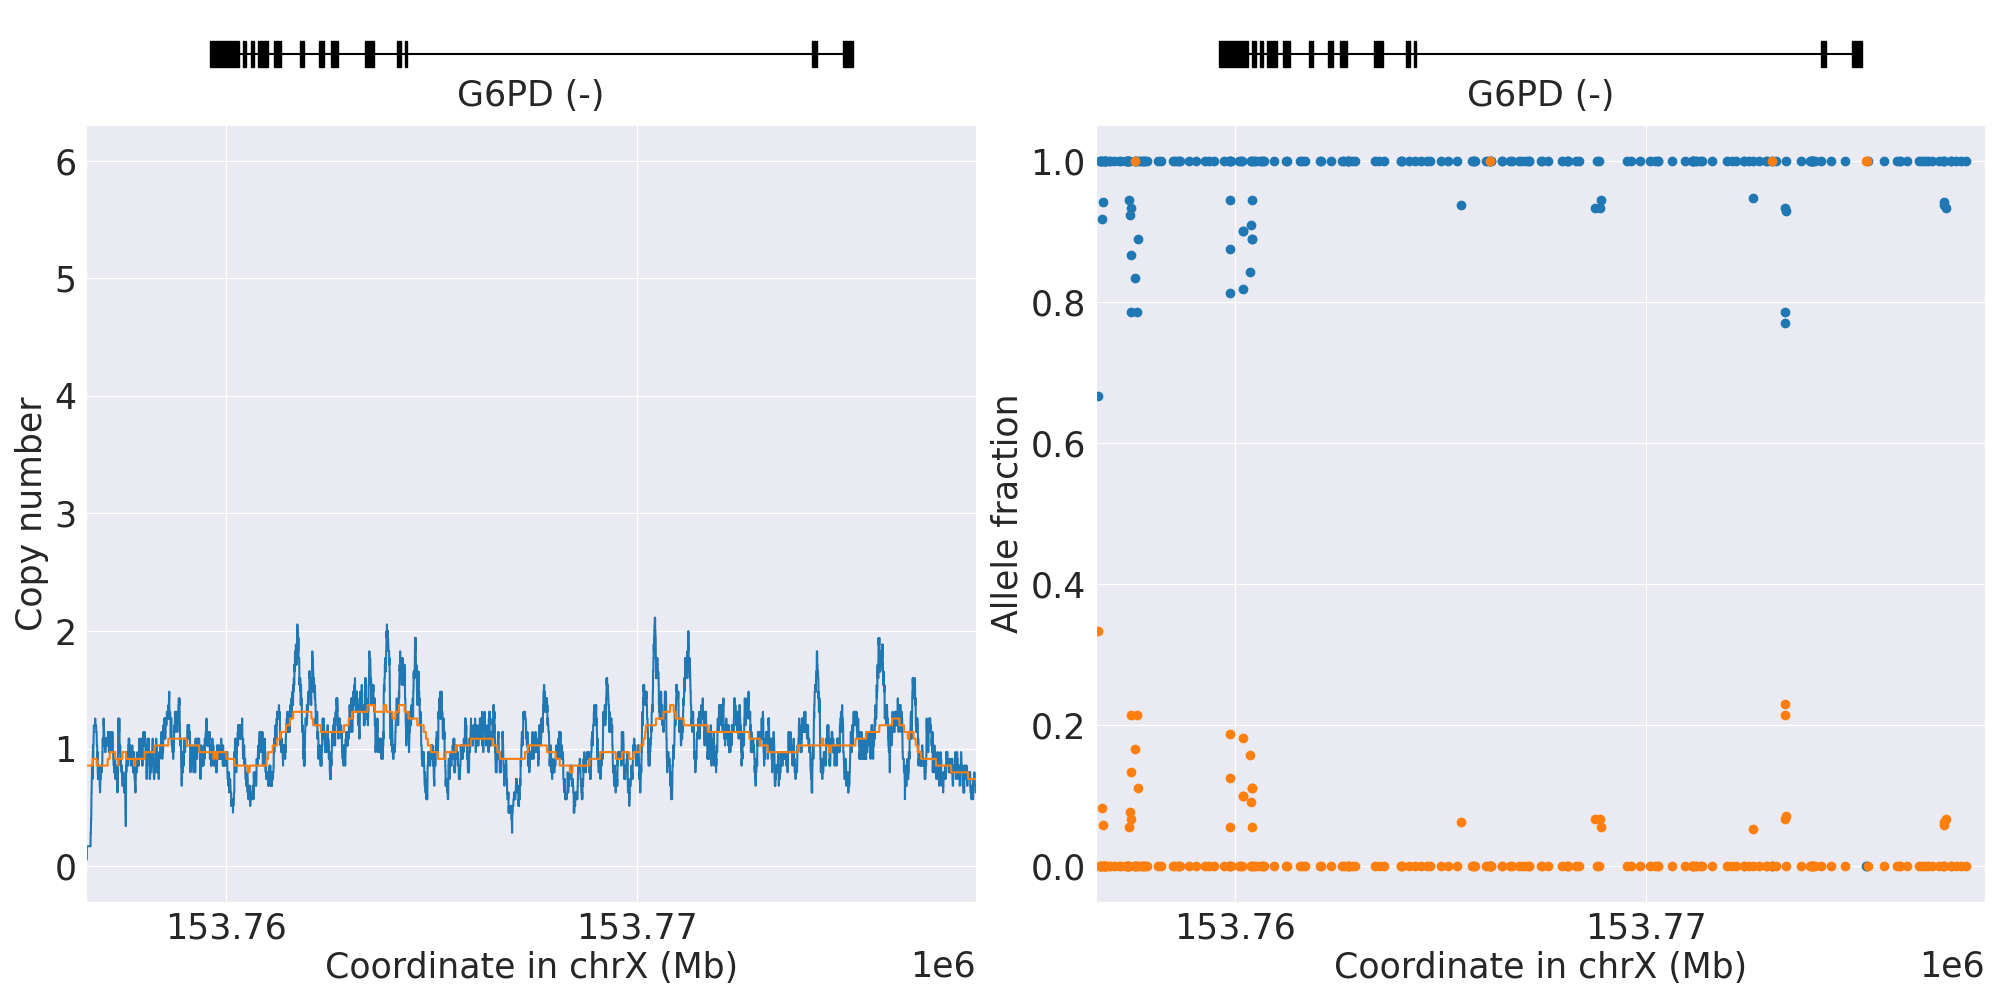 G6PD (-)
6
5
4
3
2
1
0
Copy number
153.76
153.77
Coordinate in chrX (Mb)
1e6
G6PD (-)
1.0
0.8
0.6
0.4
0.2
0.0
Allele fraction
153.76
153.77
Coordinate in chrX (Mb)
1e6